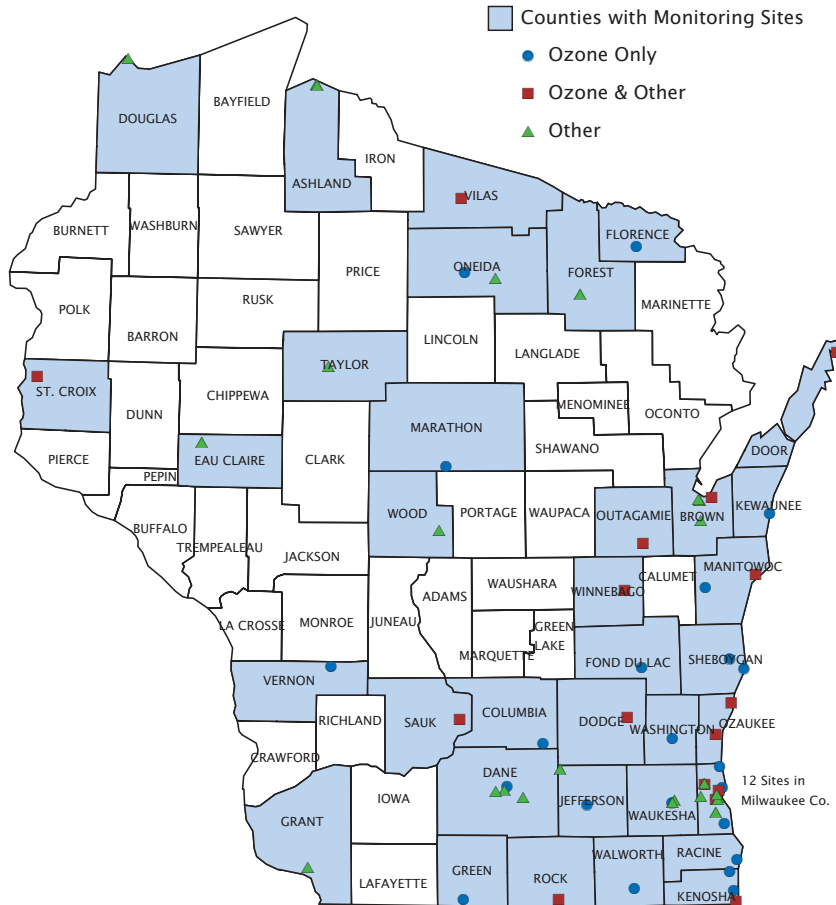 Counties with Monitoring Sites
Ozone Only
Ozone & Other
Other
BAYFIELD
DOUGLAS
IRON
ASHLAND
VILAS
BURNETT
WASHBURN
SAWYER
FLORENCE
ONEIDA
FOREST
PRICE
RUSK
MARINETTE
POLK
BARRON
LINCOLN
LANGLADE
TAYLOR
ST. CROIX
CHIPPEWA
DUNN
MENOMINEE
OCONTO
MARATHON
SHAWANO
DOOR
PIERCE
EAU CLAIRE
CLARK
PEPIN
WOOD
PORTAGE
WAUPACA
OUTAGAMIE
BROWN
KEWAUNEE
BUFFALO
TREMPEALEAU
JACKSON
MANITOWOC
CALUMET
WAUSHARA
WINNEBAGO
ADAMS
LA CROSSE
MONROE
JUNEAU
GREEN
LAKE
MARQUETTE
FOND DU LAC
SHEBOYGAN
VERNON
RICHLAND
SAUK
COLUMBIA
DODGE
WASHINGTON
OZAUKEE
CRAWFORD
DANE
12 Sites in
Milwaukee Co.
IOWA
JEFFERSON
WAUKESHA
GRANT
WALWORTH
RACINE
LAFAYETTE
GREEN
ROCK
KENOSHA